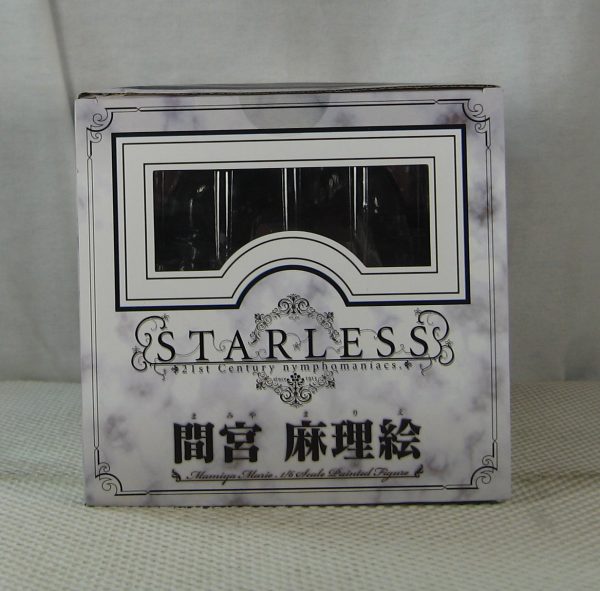 STARLESS
21st Century nymphomaniacs.
まみや まりえ
間宮 麻理絵
Mamiya Marie 1/6 Scale Painted Figure